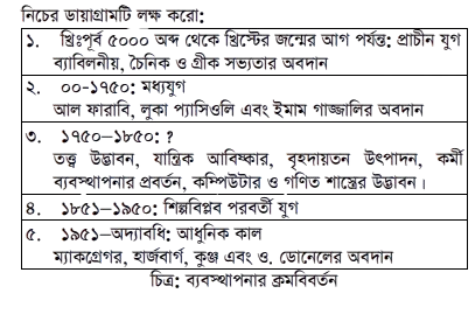 নিচের ডায়াগ্রামটি লক্ষ করো:
১. খ্রিঃপূর্ব ৫০০০ অব্দ থেকে খ্রিস্টের জন্মের আগ পর্যন্ত: প্রাচীন যুগ
ব্যাবিলনীয়, চৈনিক ও গ্রীক সভ্যতার অবদান
২. ০০-১৭৫০: মধ্যযুগ
আল ফারাবি, লুকা প্যাসিওলি এবং ইমাম গাজ্জালির অবদান
৩. ১৭৫০–১৮৫০: ?
তত্ত্ব উদ্ভাবন, যান্ত্রিক আবিষ্কার, বৃহদায়তন উৎপাদন, কর্মী
ব্যবস্থাপনার প্রবর্তন, কম্পিউটার ও গণিত শাস্ত্রের উদ্ভাবন।
৪. ১৮৫১–১৯৫০: শিল্পবিপ্লব পরবর্তী যুগ
৫. ১৯৫১–অদ্যাবধি: আধুনিক কাল
ম্যাকগ্রেগর, হার্জবার্গ, কুঞ্জ এবং ও. ডোনেলের অবদান
চিত্র: ব্যবস্থাপনার ক্রমবিবর্তন